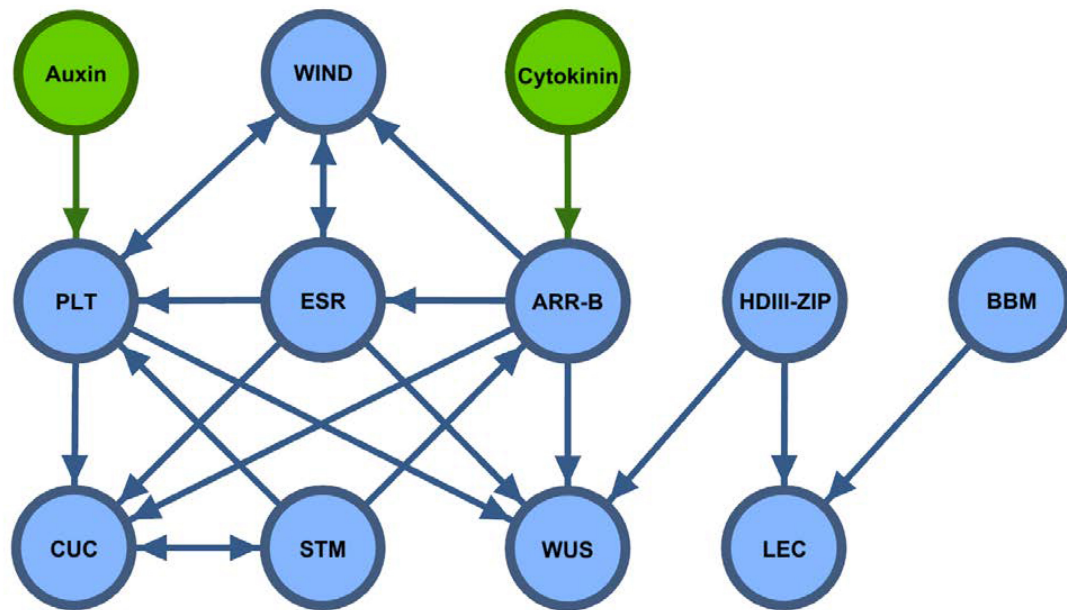 Auxin
WIND
Cytokinin
PLT
ESR
ARR-B
HDIII-ZIP
BBM
CUC
STM
WUS
LEC